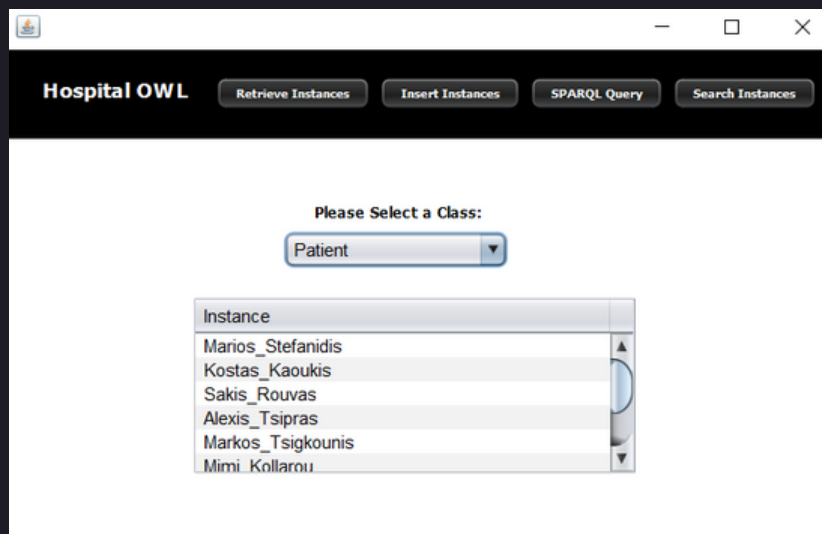 Hospital OWL Retrieve Instances Insert Instances SPARQL Query Search Instances
Please Select a Class:
Patient
Instance
Marios_Stefanidis
Kostas_Kaoukis
Sakis_Rouvas
Alexis_Tsipras
Markos_Tsigkounis
Mimi_Kollarou